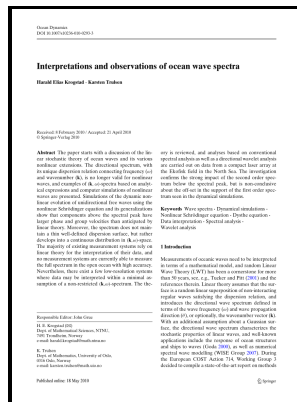 Ocean Dynamics
DOI 10.1007/s10236-010-0293-3
Interpretations and observations of ocean wave spectra
Harald Elias Krogstad · Karsten Trulsen
Received: 8 February 2010 / Accepted: 21 April 2010
© Springer-Verlag 2010
Abstract The paper starts with a discussion of the linear stochastic theory of ocean waves and its various
nonlinear extensions. The directional spectrum, with
its unique dispersion relation connecting frequency (ω)
and wavenumber (k), is no longer valid for nonlinear
waves, and examples of (k, ω)-spectra based on analytical expressions and computer simulations of nonlinear
waves are presented. Simulations of the dynamic nonlinear evolution of unidirectional free waves using the
nonlinear Schrödinger equation and its generalisations
show that components above the spectral peak have
larger phase and group velocities than anticipated by
linear theory. Moreover, the spectrum does not maintain a thin well-defined dispersion surface, but rather
develops into a continuous distribution in (k, ω)-space.
The majority of existing measurement systems rely on
linear theory for the interpretation of their data, and
no measurement systems are currently able to measure the
full spectrum in the open ocean with high accuracy.
Nevertheless, there exist a few low-resolution systems
where data may be interpreted within a minimal assumption of a non-restricted (k, ω)-spectrum. The the-
Responsible Editor: John Grue
H. E. Krogstad
Dept. of Mathematical Sciences, NTNU,
7491 Trondheim, Norway
K. Trulsen
Dept. of Mathematics, University of Oslo,
0316 Oslo, Norway
Published online: 18 May 2010
ory is reviewed, and analyses based on conventional
spectral analysis as well as a directional wavelet analysis
are carried out on data from a compact laser array at
the Ekofisk field in the North Sea. The investigation
confirms the strong impact of the second order spectrum below the spectral peak, but is non-conclusive
about the off-set in the support of the first order spectrum seen in the dynamical simulations.
Keywords Wave spectra · Dynamical simulations ·
Nonlinear Schrödinger equation · Dysthe equation ·
Data interpretation · Spectral analysis ·
Wavelet analysis
1 Introduction
Measurements of oceanic waves need to be interpreted
in terms of a mathematical model, and random Linear
Wave Theory (LWT) has been a cornerstone for more
than 50 years, see, e.g., Tucker and Pitt (2001) and the
references therein. Linear theory assumes that the surface is a random linear superposition of non-interacting
regular waves satisfying the dispersion relation, and
introduces the directional wave spectrum defined in
terms of the wave frequency (ω) and wave propagation
direction (θ), or optionally, the wavenumber vector (k).
With an additional assumption about a Gaussian surface, the directional wave spectrum characterizes the
stochastic properties of linear waves, and well-known
applications include the response of ocean structures
and ships to waves (Goda 2000), as well as numerical
spectral wave modelling (WISE Group 2007). During
the European COST Action 714, Working Group 3
decided to compile a state-of-the-art report on methods
Springer